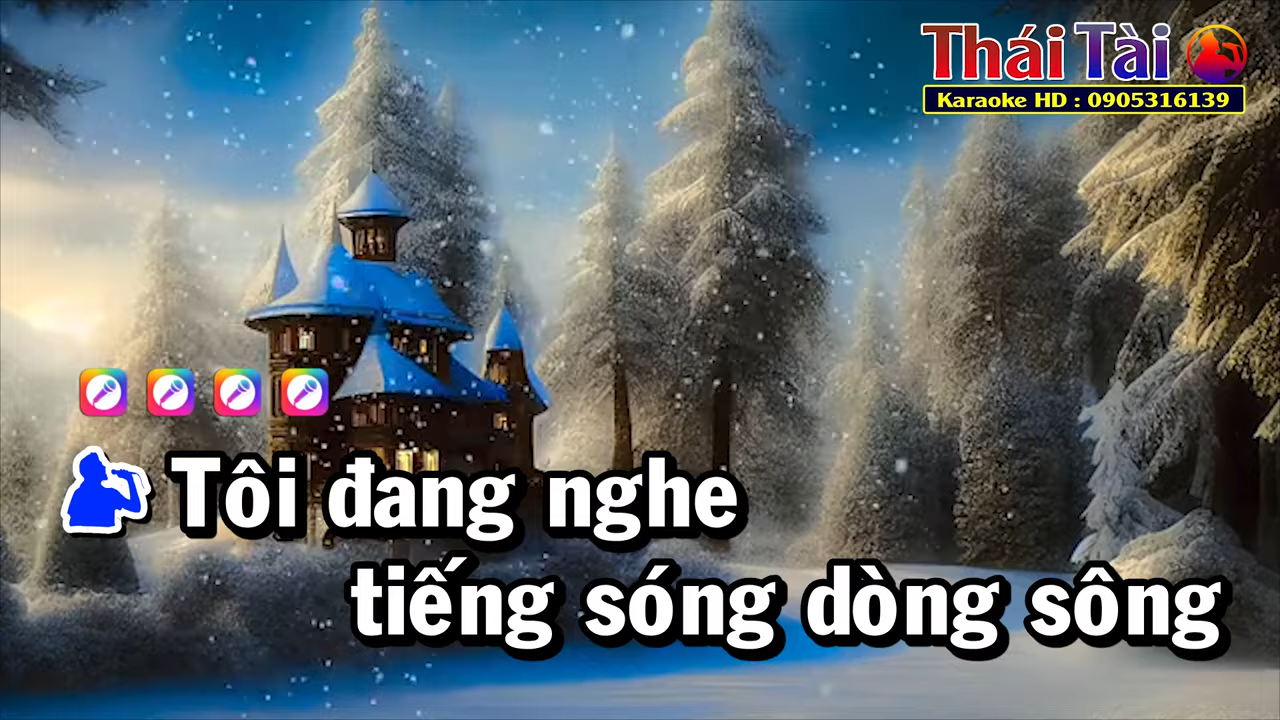 Thái Tài
Karaoke HD : 0905316139
Tôi đang nghe
tiếng sóng dòng sông